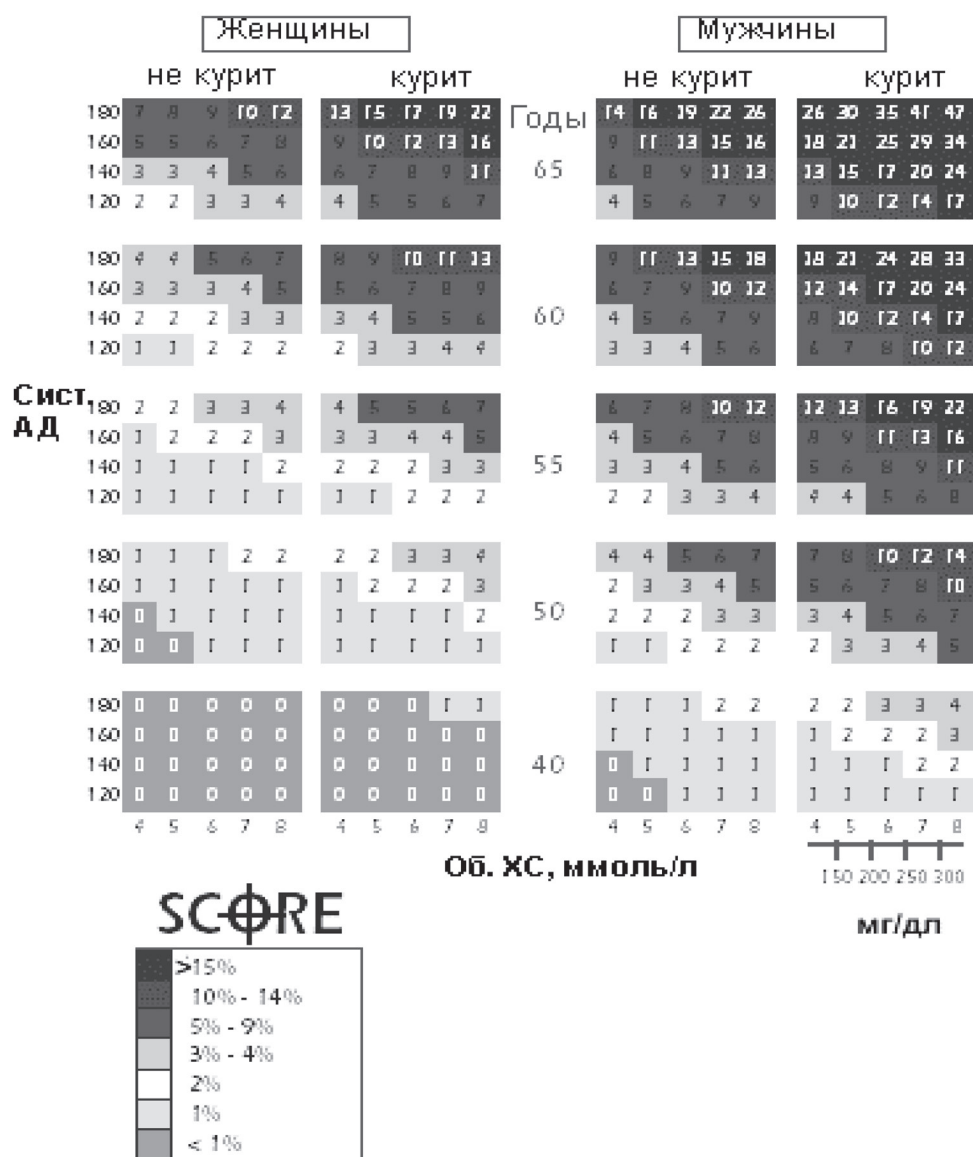 Женщины Мужчины
не курит курит не курит курит
180 7 8 9 10 12 13 15 17 19 22 Годы 14 16 19 22 26 26 30 35 41 47
160 5 5 6 7 8 9 10 12 13 16 9 11 13 15 16 18 21 25 29 34
140 3 3 4 5 6 6 7 8 9 11 65 6 8 9 11 13 13 15 17 20 24
120 2 2 3 3 4 4 5 5 6 7 4 5 6 7 9 9 10 12 14 17
180 4 4 5 6 7 8 9 10 11 13 9 11 13 15 18 18 21 24 28 33
160 3 3 3 4 5 5 6 7 8 9 6 7 9 10 12 12 14 17 20 24
140 2 2 2 3 3 3 4 5 5 6 60 4 5 6 7 9 8 10 12 14 17
120 1 1 2 2 2 2 3 3 4 4 3 3 4 5 6 6 7 8 10 12
Сист. АД
180 2 2 3 3 4 4 5 5 6 7 6 7 8 10 12 12 13 16 19 22
160 1 2 2 2 3 3 3 4 4 5 4 5 6 7 8 8 9 11 13 16
140 1 1 1 1 2 2 2 2 3 3 55 3 3 4 5 6 5 6 8 9 11
120 1 1 1 1 1 1 1 2 2 2 2 2 3 3 4 4 4 5 6 8
180 1 1 1 2 2 2 2 3 3 4 4 4 5 6 7 7 8 10 12 14
160 1 1 1 1 1 1 2 2 2 3 2 3 3 4 5 5 6 7 8 10
140 0 1 1 1 1 1 1 1 1 2 50 2 2 2 3 3 3 4 5 6 7
120 0 0 1 1 1 1 1 1 1 1 1 1 2 2 2 2 3 3 4 5
180 0 0 0 0 0 0 0 0 1 1 1 1 1 2 2 2 2 3 3 4
160 0 0 0 0 0 0 0 0 0 0 1 1 1 1 1 1 2 2 2 3
140 0 0 0 0 0 0 0 0 0 0 40 0 1 1 1 1 1 1 1 2 2
120 0 0 0 0 0 0 0 0 0 0 0 0 1 1 1 1 1 1 1 1
4 5 6 7 8 4 5 6 7 8 4 5 6 7 8 4 5 6 7 8
Об. ХС, ммоль/л
150 200 250 300
мг/дл
SCORE
>15%
10% - 14%
5% - 9%
3% - 4%
2%
1%
< 1%